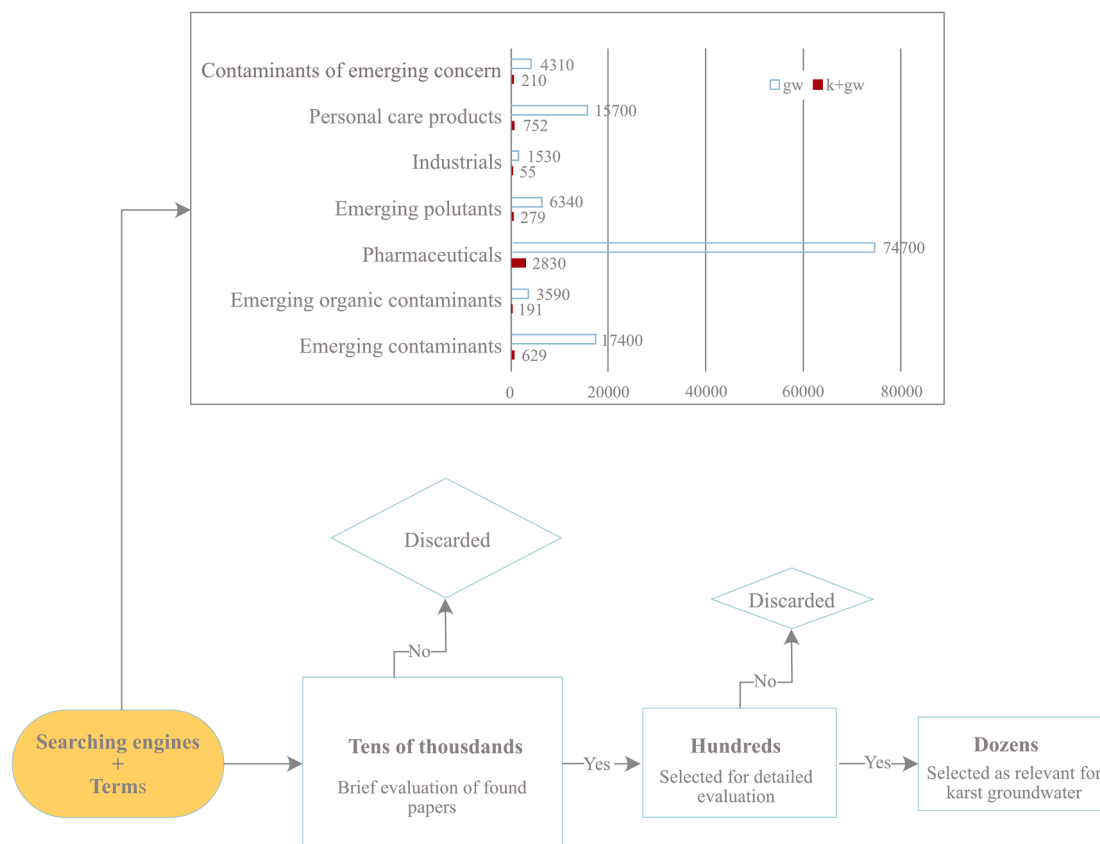 gw k+gw
Contaminants of emerging concern
4310
210
Personal care products
15700
752
Industrials
1530
55
Emerging polutants
6340
279
Pharmaceuticals
74700
2830
Emerging organic contaminants
3590
191
Emerging contaminants
17400
629
0 20000 40000 60000 80000
Discarded
Discarded
No
No
Searching engines
+
Terms
Tens of thousdands
Brief evaluation of found
papers
Yes
Hundreds
Selected for detailed
evaluation
Yes
Dozens
Selected as relevant for
karst groundwater